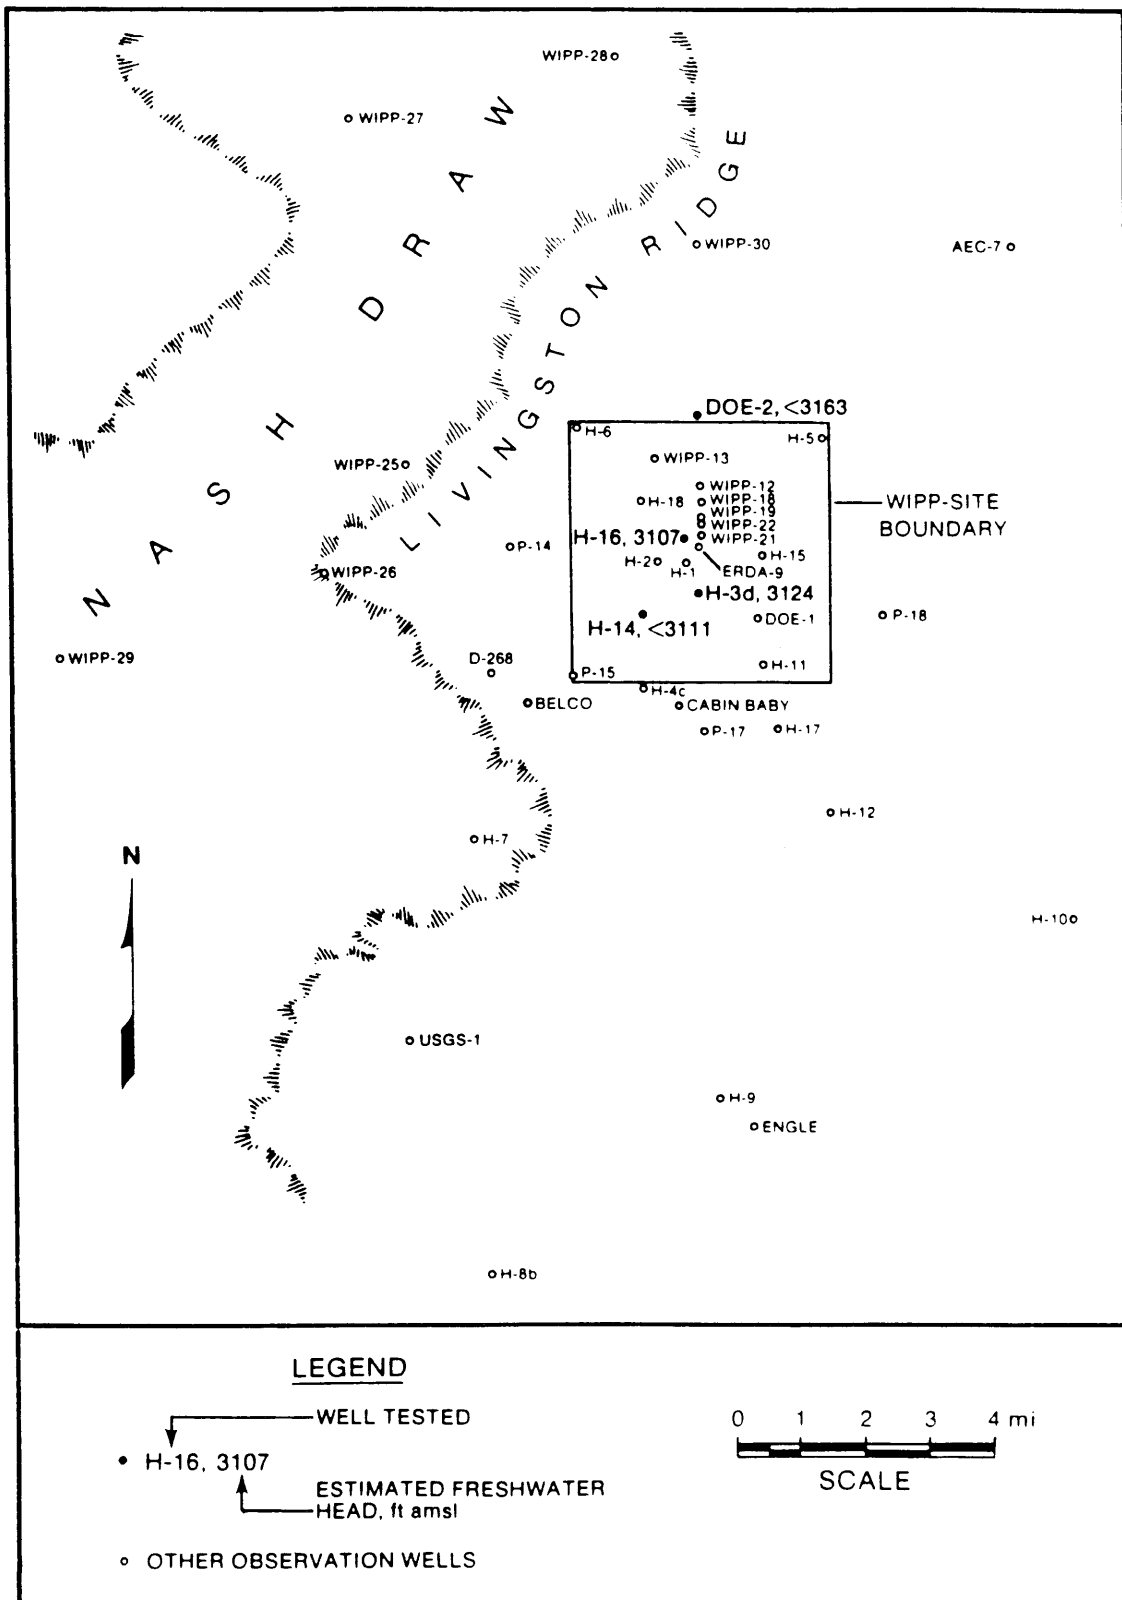 WIPP-28
WIPP-27
NASH DRAW
LIVINGSTON RIDGE
WIPP-30
AEC-7
DOE-2, <3163
H-6
H-5
WIPP-13
WIPP-25
WIPP-12
H-18
WIPP-18
WIPP-SITE
BOUNDARY
WIPP-19
WIPP-22
H-16, 3107
WIPP-21
P-14
H-15
H-2
H-1
ERDA-9
WIPP-26
H-3d, 3124
H-14, <3111
DOE-1
P-18
WIPP-29
D-268
H-11
P-15
H-4c
BELCO
CABIN BABY
P-17
H-17
H-12
H-7
N
H-10
USGS-1
H-9
ENGLE
H-8b
LEGEND
WELL TESTED
H-16, 3107
ESTIMATED FRESHWATER
HEAD, ft amsl
OTHER OBSERVATION WELLS
0 1 2 3 4 mi
SCALE